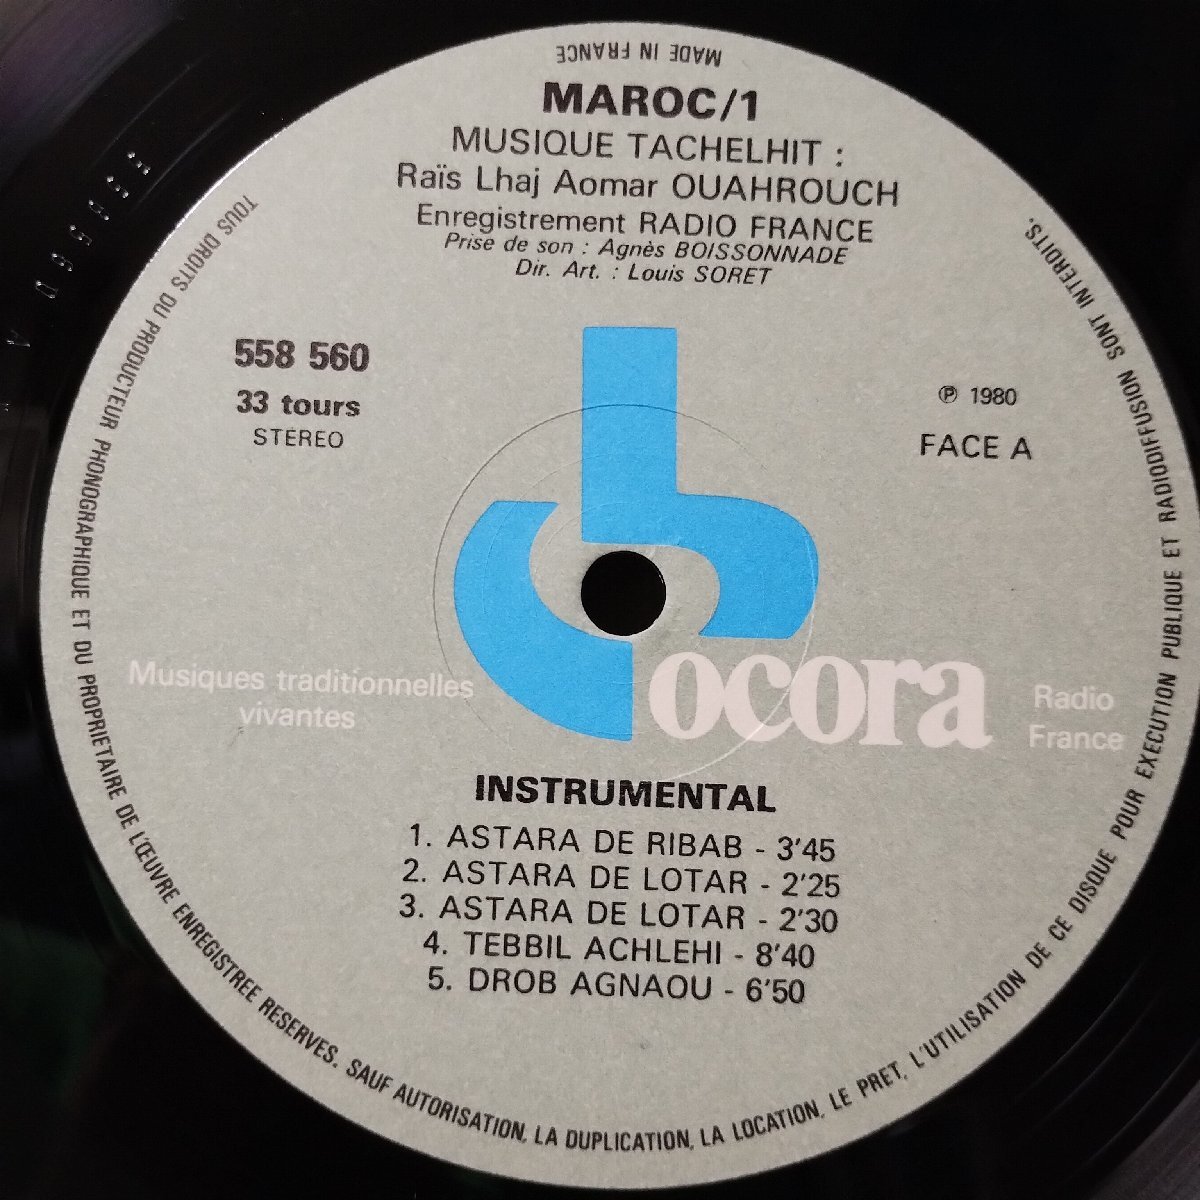 MADE IN FRANCE
MAROC/1
MUSIQUE TACHELHIT :
Raïs Lhaj Aomar OUAHROUCH
Enregistrement RADIO FRANCE
Prise de son : Agnès BOISSONNADE
Dir. Art. : Louis SORET
558 560
33 tours
STEREO
℗ 1980
FACE A
Musiques traditionnelles
vivantes
ocora
Radio
France
INSTRUMENTAL
1. ASTARA DE RIBAB - 3'45
2. ASTARA DE LOTAR - 2'25
3. ASTARA DE LOTAR - 2'30
4. TEBBIL ACHLEHI - 8'40
5. DROB AGNAOU - 6'50
TOUS DROITS DU PRODUCTEUR PHONOGRAPHIQUE ET DU PROPRIETAIRE DE L'ŒUVRE ENREGISTREE RESERVES. SAUF AUTORISATION, LA DUPLICATION, LA LOCATION, LE PRET, L'UTILISATION DE CE DISQUE POUR EXECUTION PUBLIQUE ET RADIODIFFUSION SONT INTERDITS.